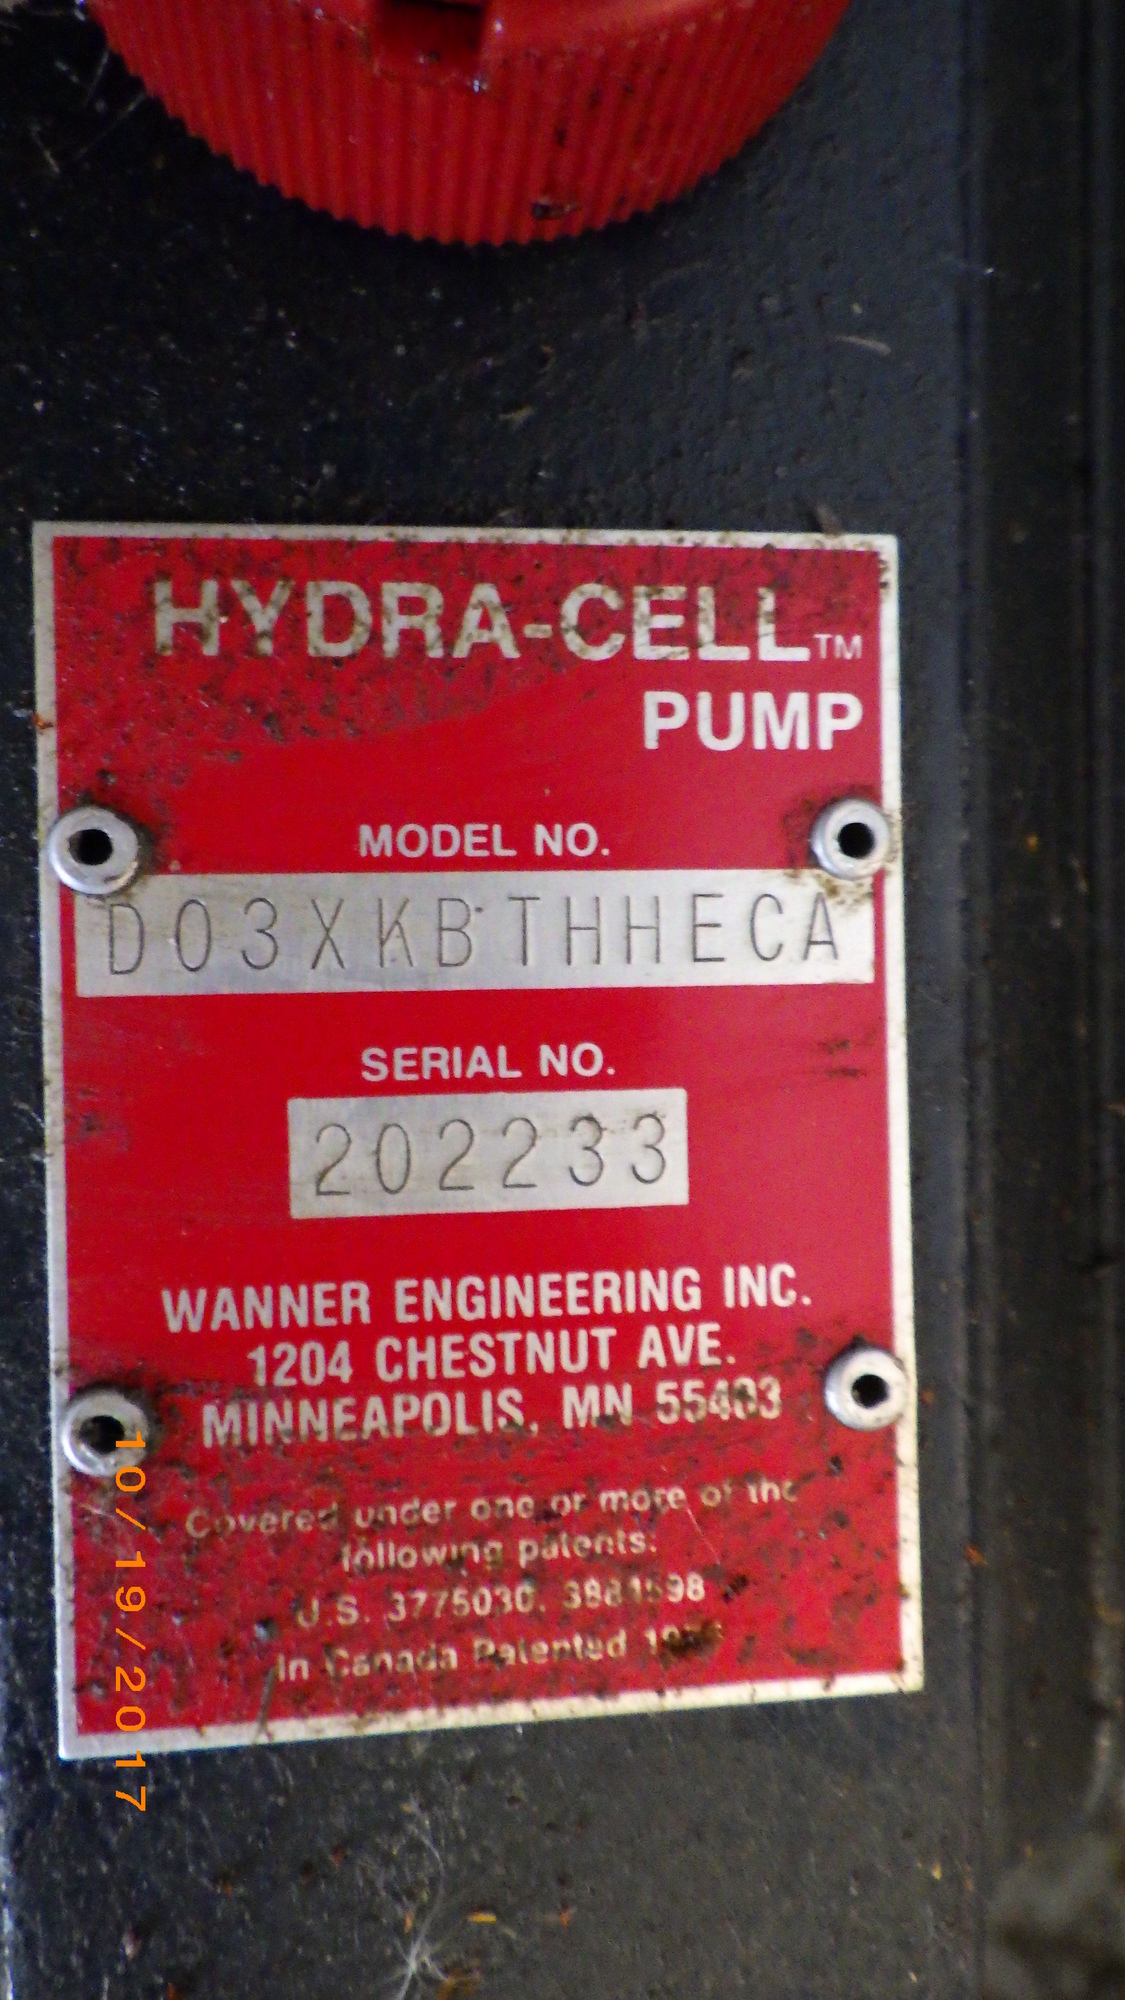 HYDRA-CELL™
PUMP
MODEL NO.
D03XKBTHHECA
SERIAL NO.
202233
WANNER ENGINEERING INC.
1204 CHESTNUT AVE.
MINNEAPOLIS, MN 55403
Covered under one or more of the
following patents:
U.S. 3775030,
In Canada Patented
10/19/2017